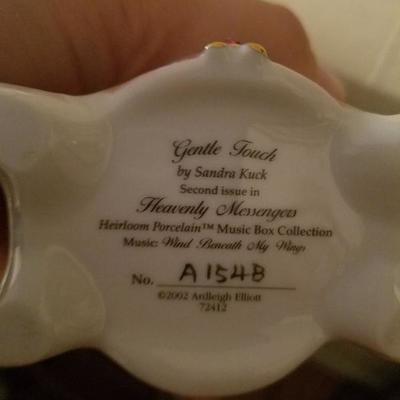 Gentle Touch
by Sandra Kuck
Second issue in
Heavenly Messengers
Heirloom Porcelain™ Music Box Collection
Music: Wind Beneath My Wings
No. A154B
©2002 Ardleigh Elliott
72412